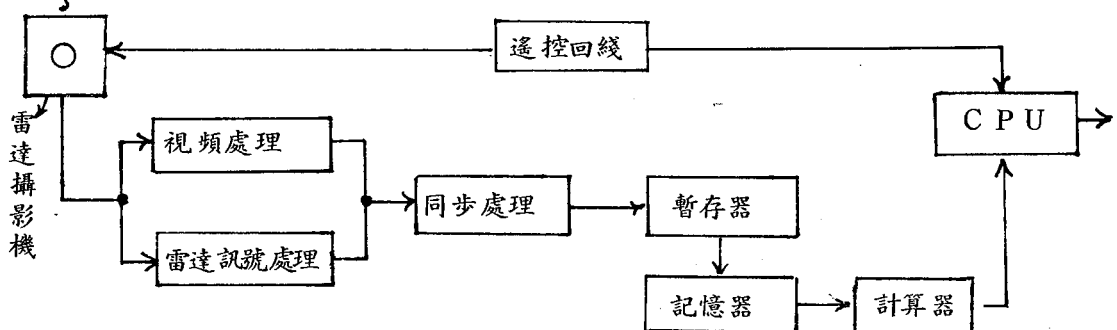 遙控回綫
CPU
雷達攝影機
視頻處理
同步處理
暫存器
雷達訊號處理
記憶器
計算器